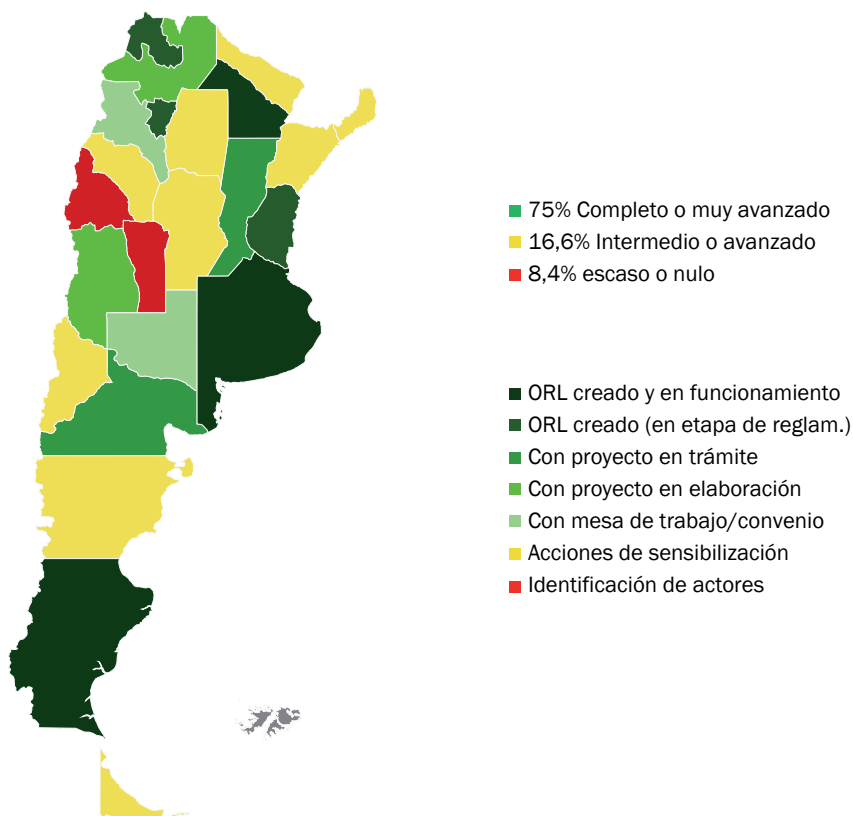 75% Completo o muy avanzado
16,6% Intermedio o avanzado
8,4% escaso o nulo
ORL creado y en funcionamiento
ORL creado (en etapa de reglam.)
Con proyecto en trámite
Con proyecto en elaboración
Con mesa de trabajo/convenio
Acciones de sensibilización
Identificación de actores